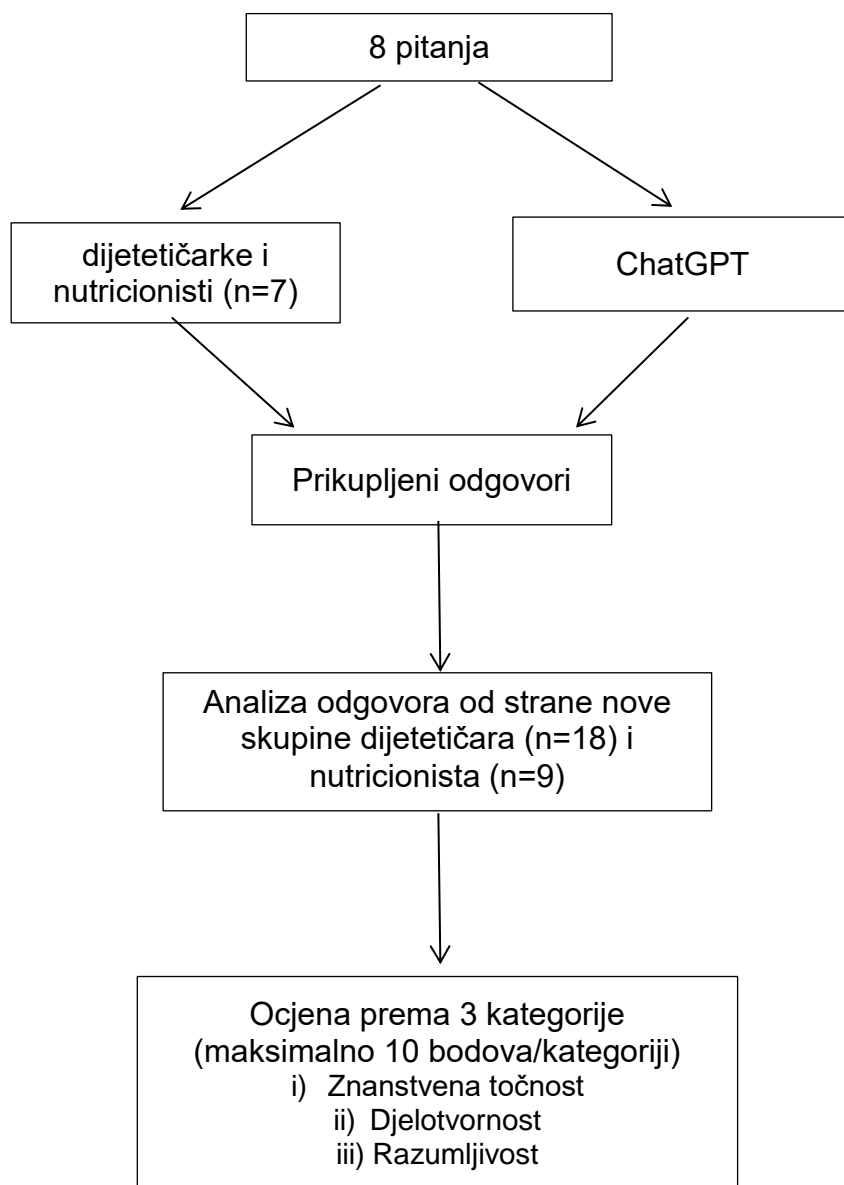 8 pitanja
dijetetičarke i
nutricionisti (n=7)
ChatGPT
Prikupljeni odgovori
Analiza odgovora od strane nove
skupine dijetetičara (n=18) i
nutricionista (n=9)
Ocjena prema 3 kategorije
(maksimalno 10 bodova/kategoriji)
i) Znanstvena točnost
ii) Djelotvornost
iii) Razumljivost